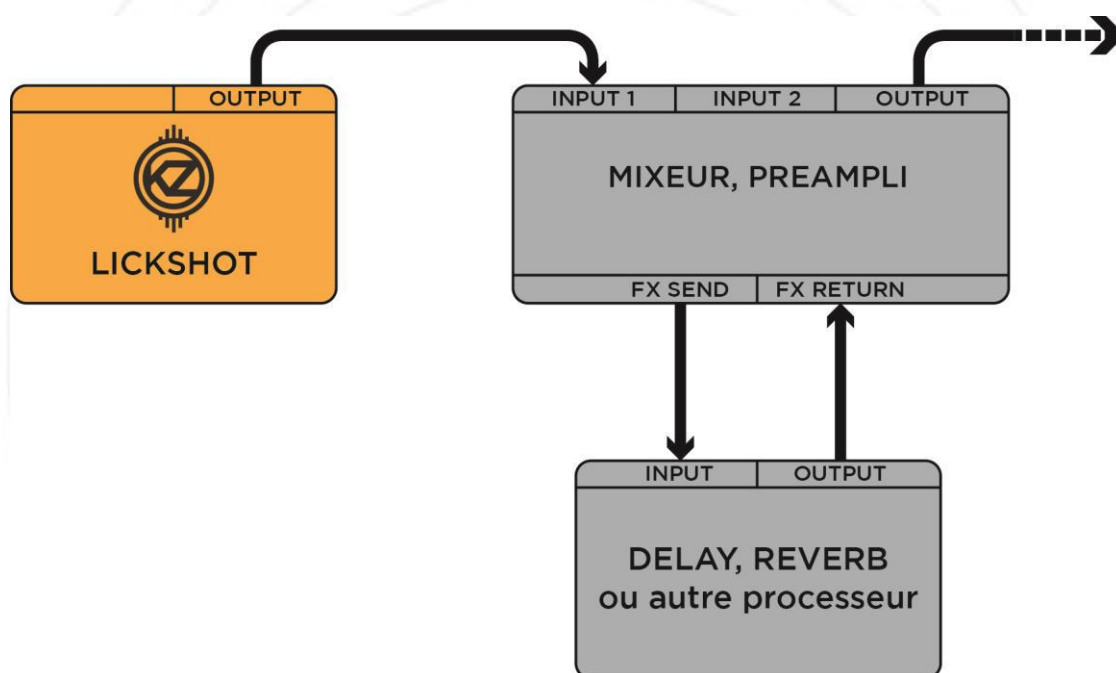 OUTPUT
KZ
LICKSHOT
INPUT 1
INPUT 2
OUTPUT
MIXEUR, PREAMPLI
FX SEND
FX RETURN
INPUT
OUTPUT
DELAY, REVERB
ou autre processeur